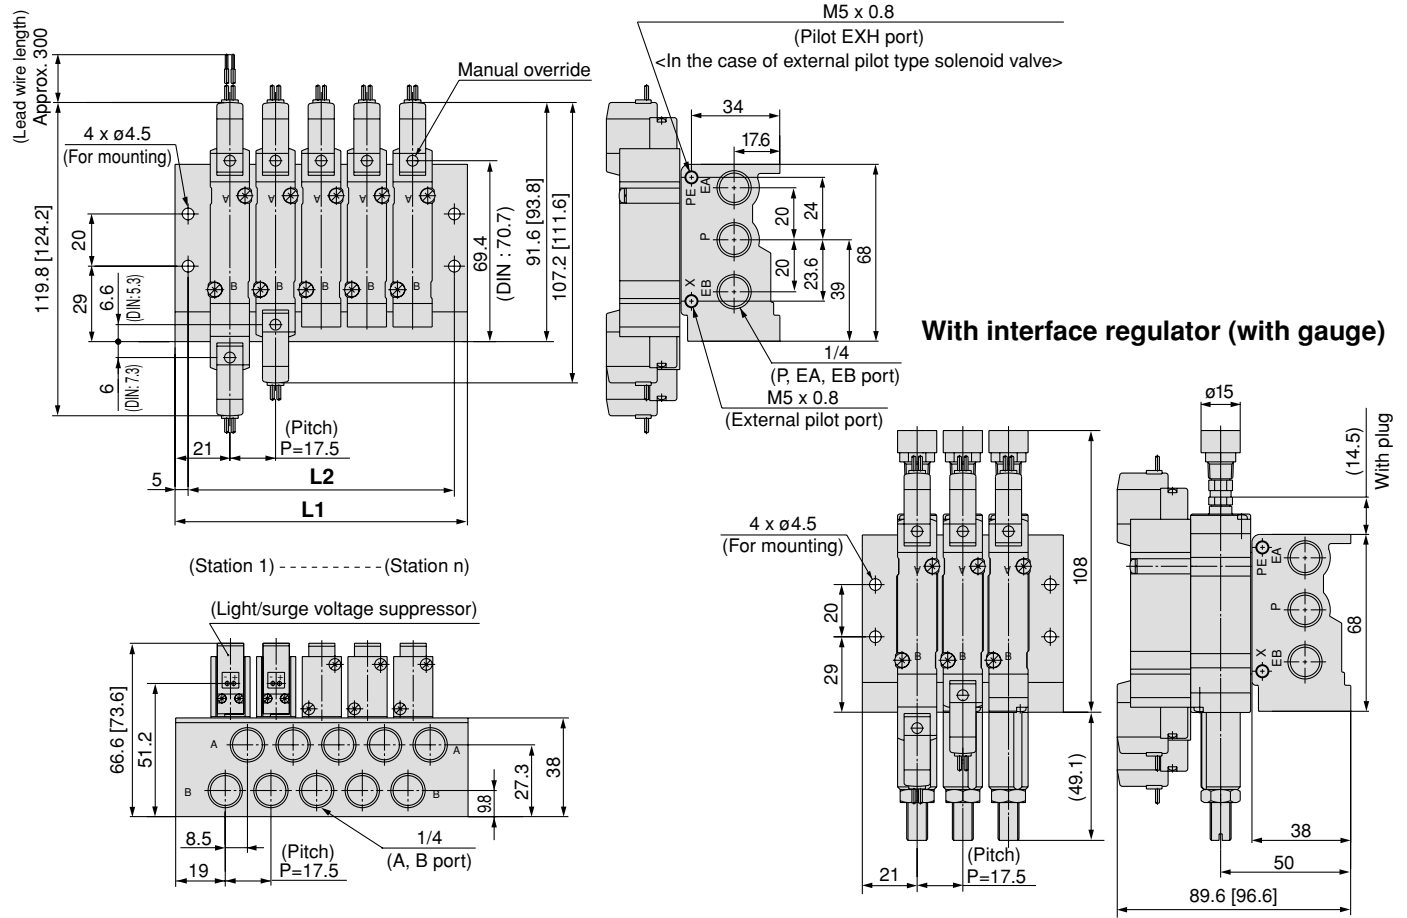 M5 x 0.8
(Pilot EXH port)
<In the case of external pilot type solenoid valve>
(Lead wire length)
Approx. 300
Manual override
4 x ø4.5
(For mounting)
119.8 [124.2]
20
29
6.6
(DIN: 5.3)
6
(DIN: 7.3)
A A A A A
B B B B B
69.4
(DIN : 70.7)
91.6 [93.8]
107.2 [111.6]
21
(Pitch)
P=17.5
5
L2
L1
34
17.6
PE
EA
P
X
EB
20
24
20
23.6
39
68
1/4
(P, EA, EB port)
M5 x 0.8
(External pilot port)
(Station 1) - - - - - - - - - - (Station n)
(Light/surge voltage suppressor)
66.6 [73.6]
51.2
A
A
B
B
9.8
27.3
38
8.5
19
(Pitch)
P=17.5
1/4
(A, B port)
With interface regulator (with gauge)
4 x ø4.5
(For mounting)
20
29
A A A
B B B
108
(49.1)
21
(Pitch)
P=17.5
ø15
(14.5)
With plug
PE
EA
P
X
EB
68
38
50
89.6 [96.6]